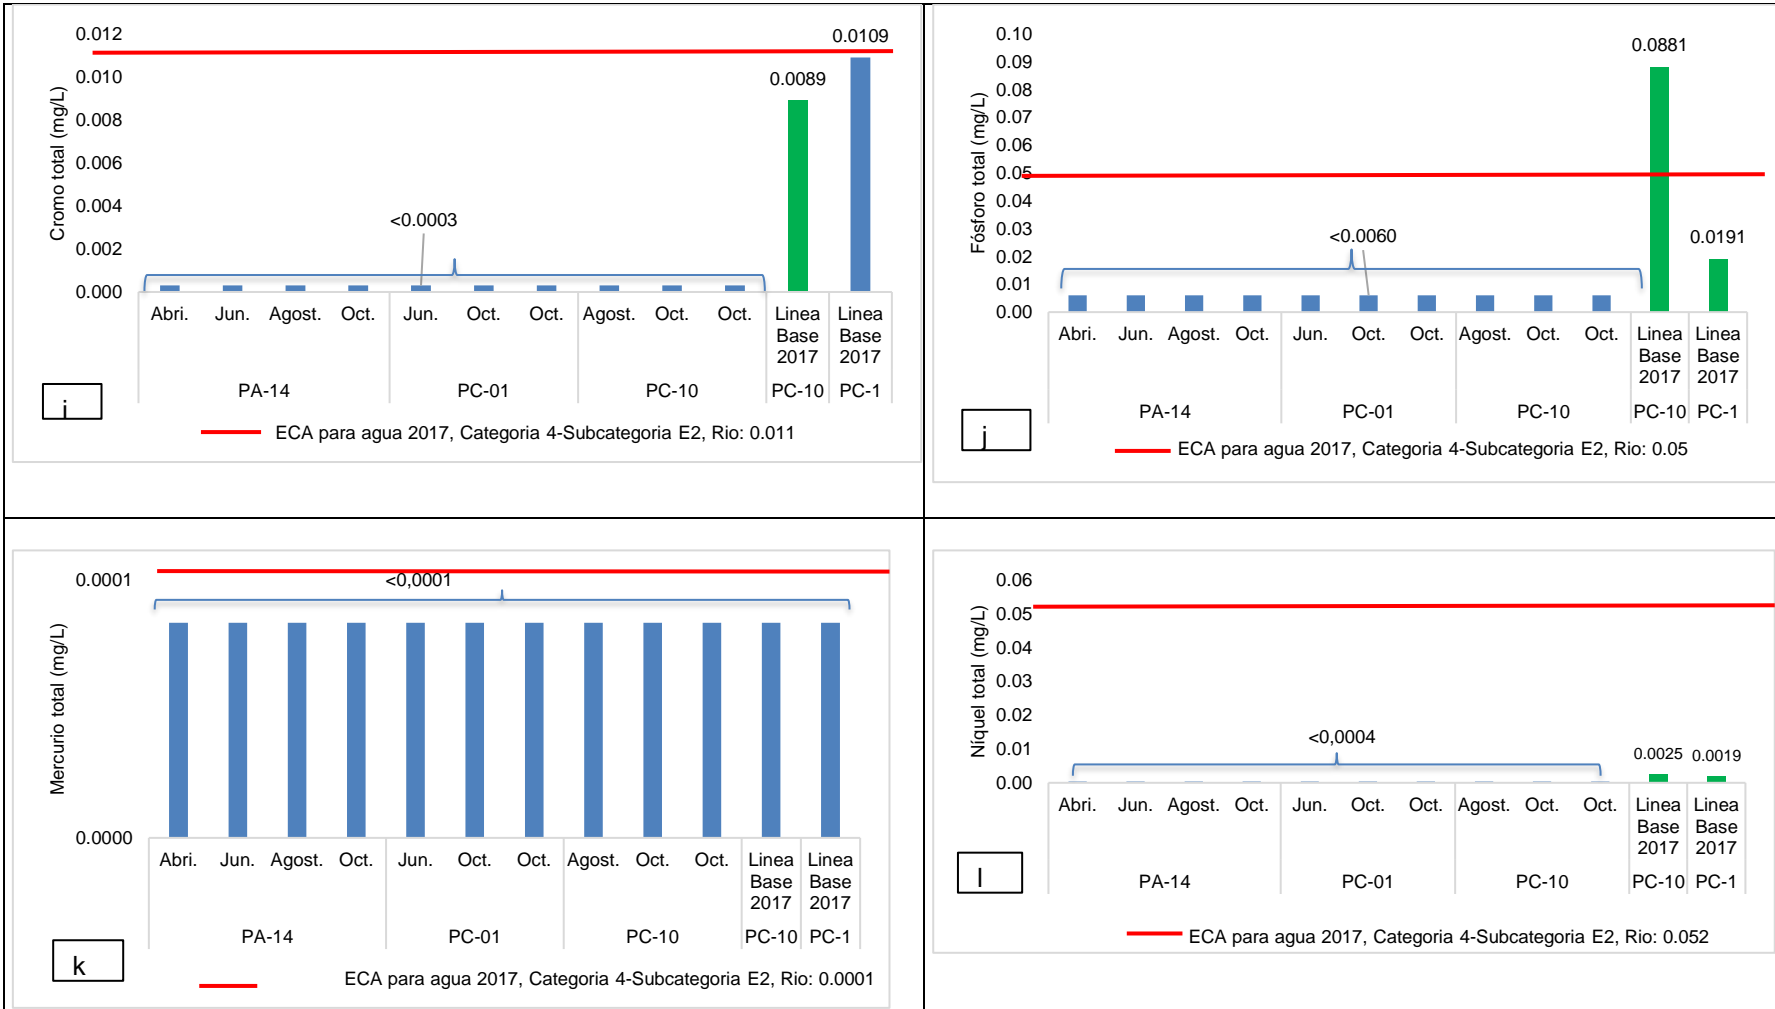 0.012
0.010
0.008
0.006
0.004
0.002
0.000
Cromo total (mg/L)
<0.0003
0.0089
0.0109
Abri. Jun. Agost. Oct. Jun. Oct. Oct. Agost. Oct. Oct. Linea Base 2017 Linea Base 2017
PA-14 PC-01 PC-10 PC-10 PC-1
i
ECA para agua 2017, Categoria 4-Subcategoria E2, Rio: 0.011
0.10
0.09
0.08
0.07
0.06
0.05
0.04
0.03
0.02
0.01
0.00
Fósforo total (mg/L)
<0.0060
0.0881
0.0191
Abri. Jun. Agost. Oct. Jun. Oct. Oct. Agost. Oct. Oct. Linea Base 2017 Linea Base 2017
PA-14 PC-01 PC-10 PC-10 PC-1
j
ECA para agua 2017, Categoria 4-Subcategoria E2, Rio: 0.05
0.0001
0.0000
Mercurio total (mg/L)
<0,0001
Abri. Jun. Agost. Oct. Jun. Oct. Oct. Agost. Oct. Oct. Linea Base 2017 Linea Base 2017
PA-14 PC-01 PC-10 PC-10 PC-1
k
ECA para agua 2017, Categoria 4-Subcategoria E2, Rio: 0.0001
0.06
0.05
0.04
0.03
0.02
0.01
0.00
Níquel total (mg/L)
<0,0004
0.0025 0.0019
Abri. Jun. Agost. Oct. Jun. Oct. Oct. Agost. Oct. Oct. Linea Base 2017 Linea Base 2017
PA-14 PC-01 PC-10 PC-10 PC-1
l
ECA para agua 2017, Categoria 4-Subcategoria E2, Rio: 0.052